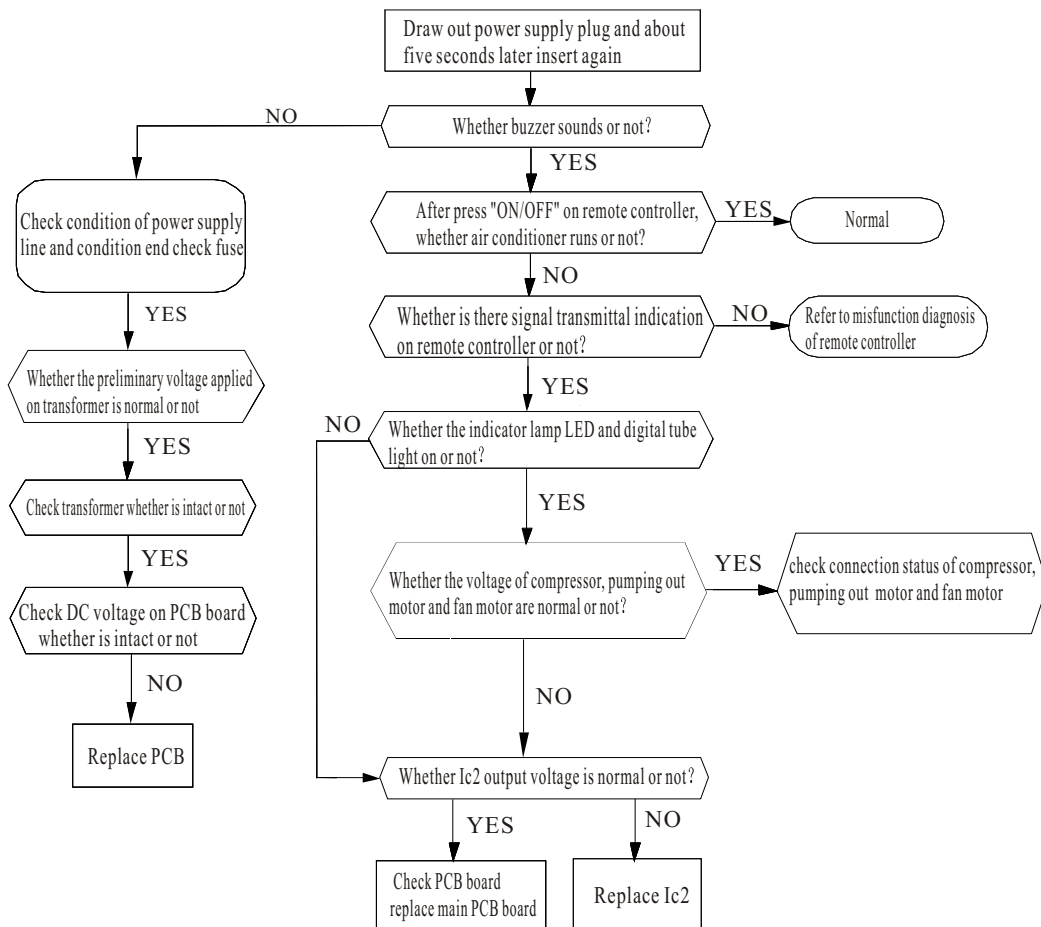 Draw out power supply plug and about
five seconds later insert again
NO
Whether buzzer sounds or not?
YES
Check condition of power supply
line and condition end check fuse
After press "ON/OFF" on remote controller,
whether air conditioner runs or not?
YES
Normal
NO
YES
Whether is there signal transmittal indication
on remote controller or not?
NO
Refer to misfunction diagnosis
of remote controller
Whether the preliminary voltage applied
on transformer is normal or not
YES
NO
Whether the indicator lamp LED and digital tube
light on or not?
YES
Check transformer whether is intact or not
YES
YES
Whether the voltage of compressor, pumping out
motor and fan motor are normal or not?
YES
check connection status of compressor,
pumping out motor and fan motor
Check DC voltage on PCB board
whether is intact or not
NO
NO
Replace PCB
Whether Ic2 output voltage is normal or not?
YES
NO
Check PCB board
replace main PCB board
Replace Ic2